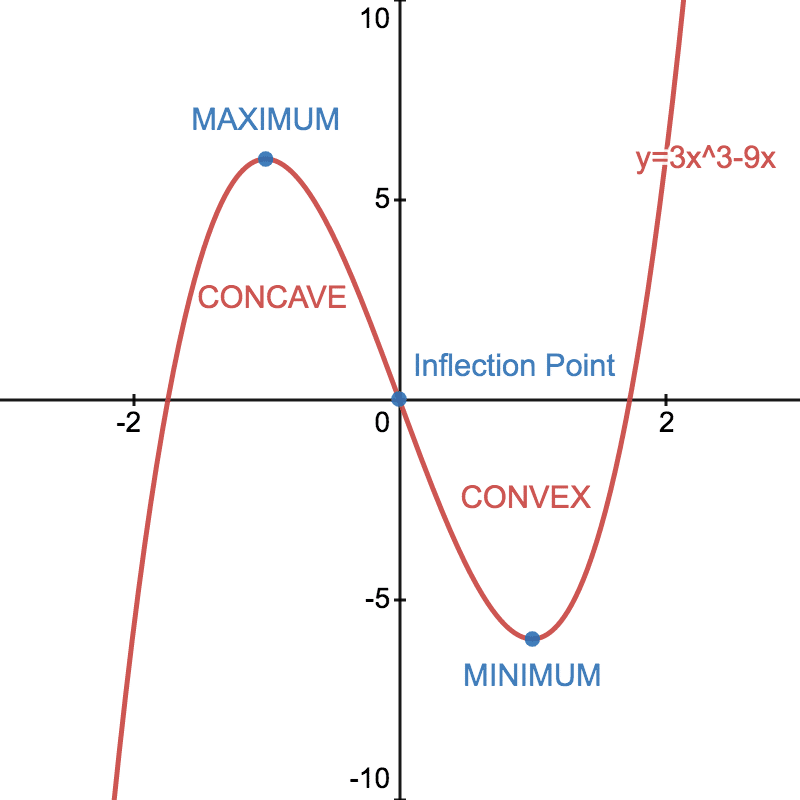 10
MAXIMUM
y=3x^3-9x
5
CONCAVE
Inflection Point
-2
0
2
CONVEX
-5
MINIMUM
-10